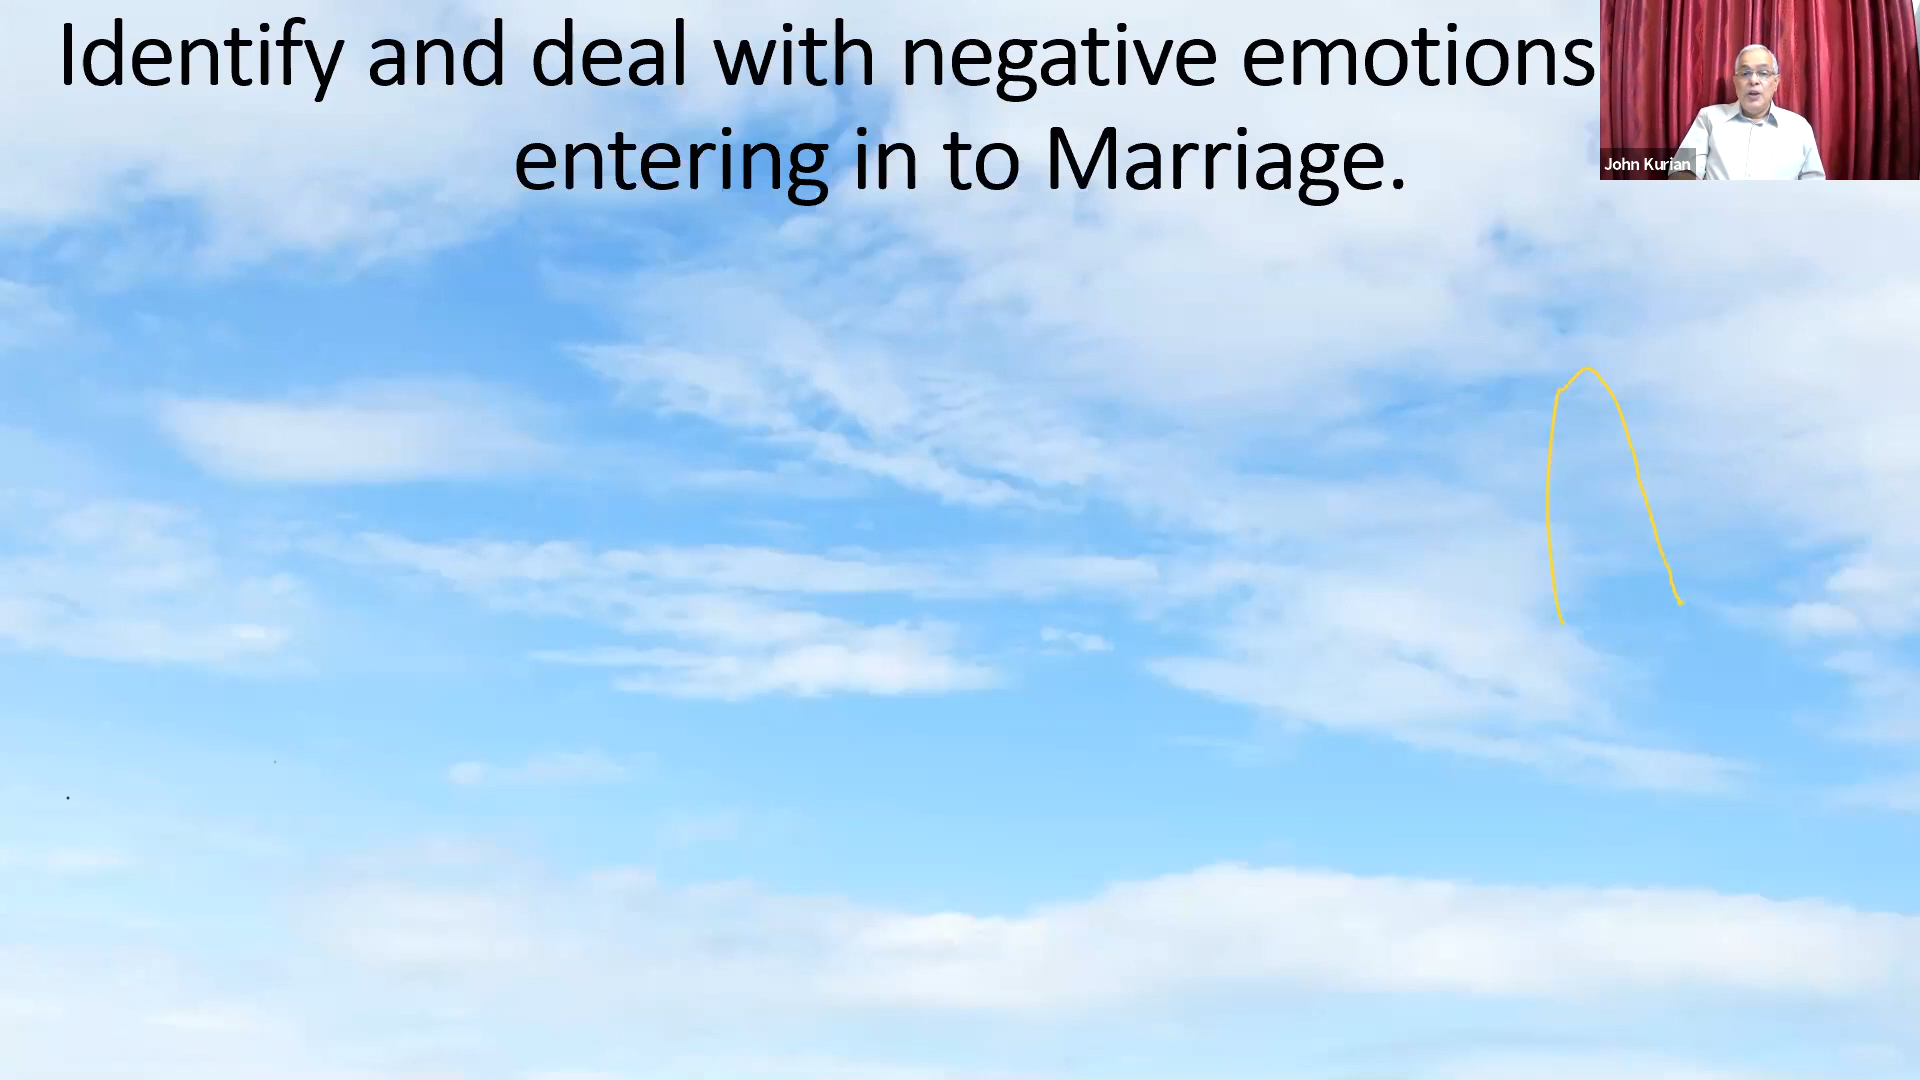 Identify and deal with negative emotions
entering in to Marriage.
John Kurian